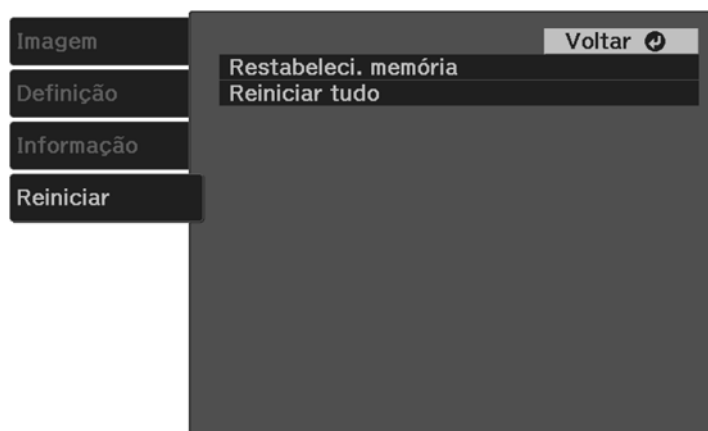 Imagem
Definição
Informação
Reiniciar
Voltar
Restabeleci. memória
Reiniciar tudo